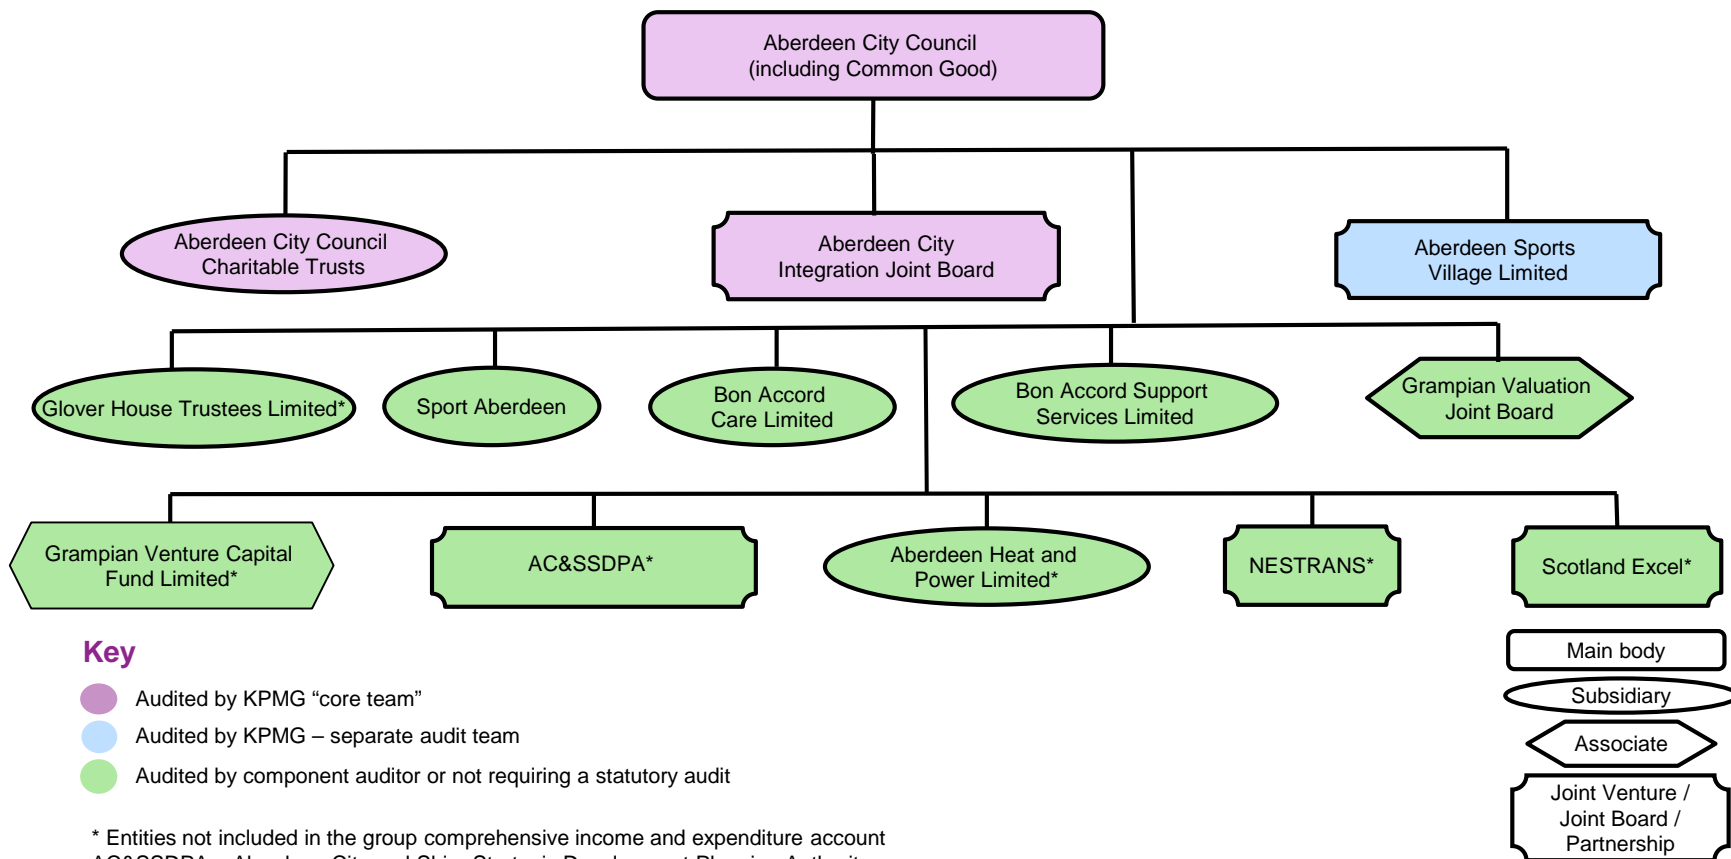 Aberdeen City Council
(including Common Good)
Aberdeen City Council
Charitable Trusts
Aberdeen City
Integration Joint Board
Aberdeen Sports
Village Limited
Glover House Trustees Limited*
Sport Aberdeen
Bon Accord
Care Limited
Bon Accord Support
Services Limited
Grampian Valuation
Joint Board
Grampian Venture Capital
Fund Limited*
AC&SSDPA*
Aberdeen Heat and
Power Limited*
NESTRANS*
Scotland Excel*
Key
Audited by KPMG “core team”
Audited by KPMG – separate audit team
Audited by component auditor or not requiring a statutory audit
Main body
Subsidiary
Associate
Joint Venture /
Joint Board /
Partnership
* Entities not included in the group comprehensive income and expenditure account